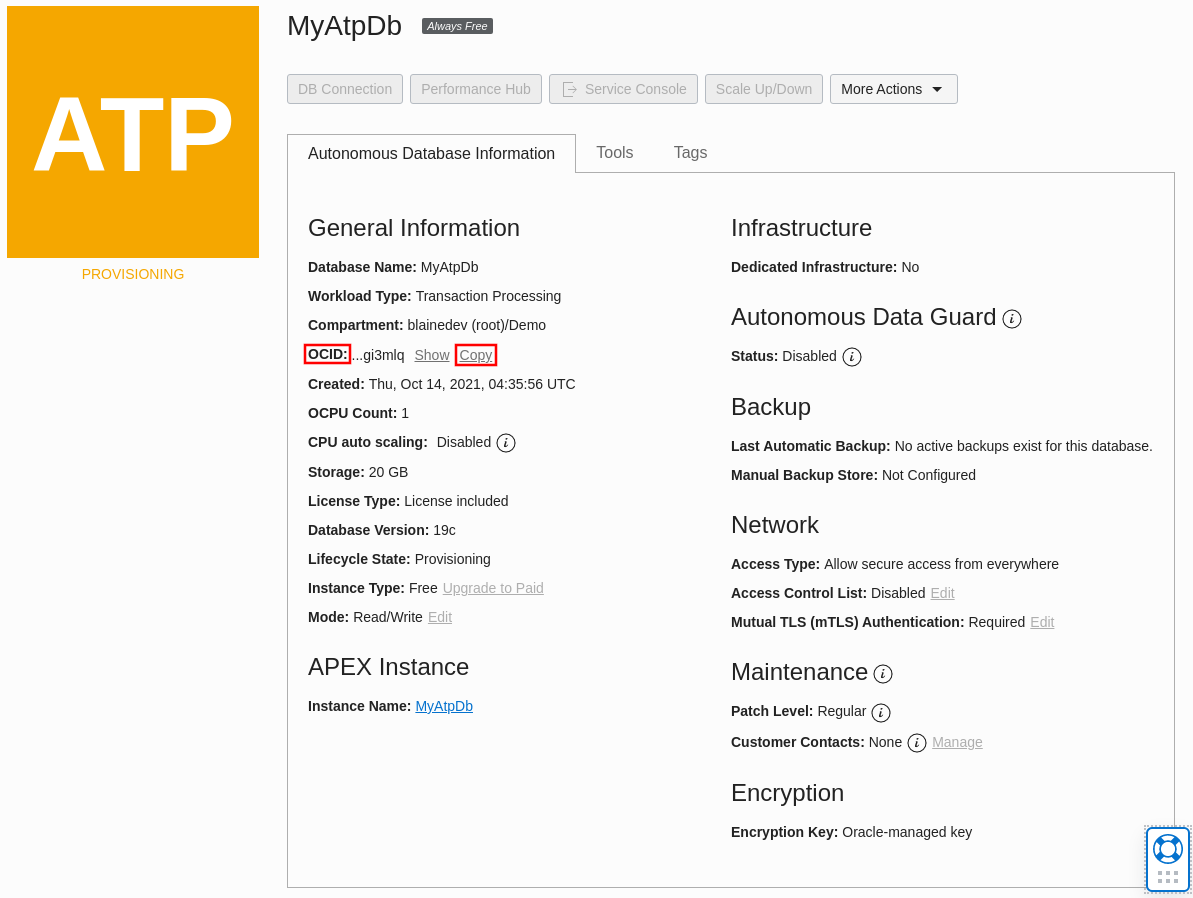 ATP
PROVISIONING
MyAtpDb Always Free
DB Connection Performance Hub Service Console Scale Up/Down More Actions
Autonomous Database Information Tools Tags
General Information
Database Name: MyAtpDb
Workload Type: Transaction Processing
Compartment: blainedev (root)/Demo
OCID: ...gi3mlq Show Copy
Created: Thu, Oct 14, 2021, 04:35:56 UTC
OCPU Count: 1
CPU auto scaling: Disabled i
Storage: 20 GB
License Type: License included
Database Version: 19c
Lifecycle State: Provisioning
Instance Type: Free Upgrade to Paid
Mode: Read/Write Edit
APEX Instance
Instance Name: MyAtpDb
Infrastructure
Dedicated Infrastructure: No
Autonomous Data Guard i
Status: Disabled i
Backup
Last Automatic Backup: No active backups exist for this database.
Manual Backup Store: Not Configured
Network
Access Type: Allow secure access from everywhere
Access Control List: Disabled Edit
Mutual TLS (mTLS) Authentication: Required Edit
Maintenance i
Patch Level: Regular i
Customer Contacts: None i Manage
Encryption
Encryption Key: Oracle-managed key